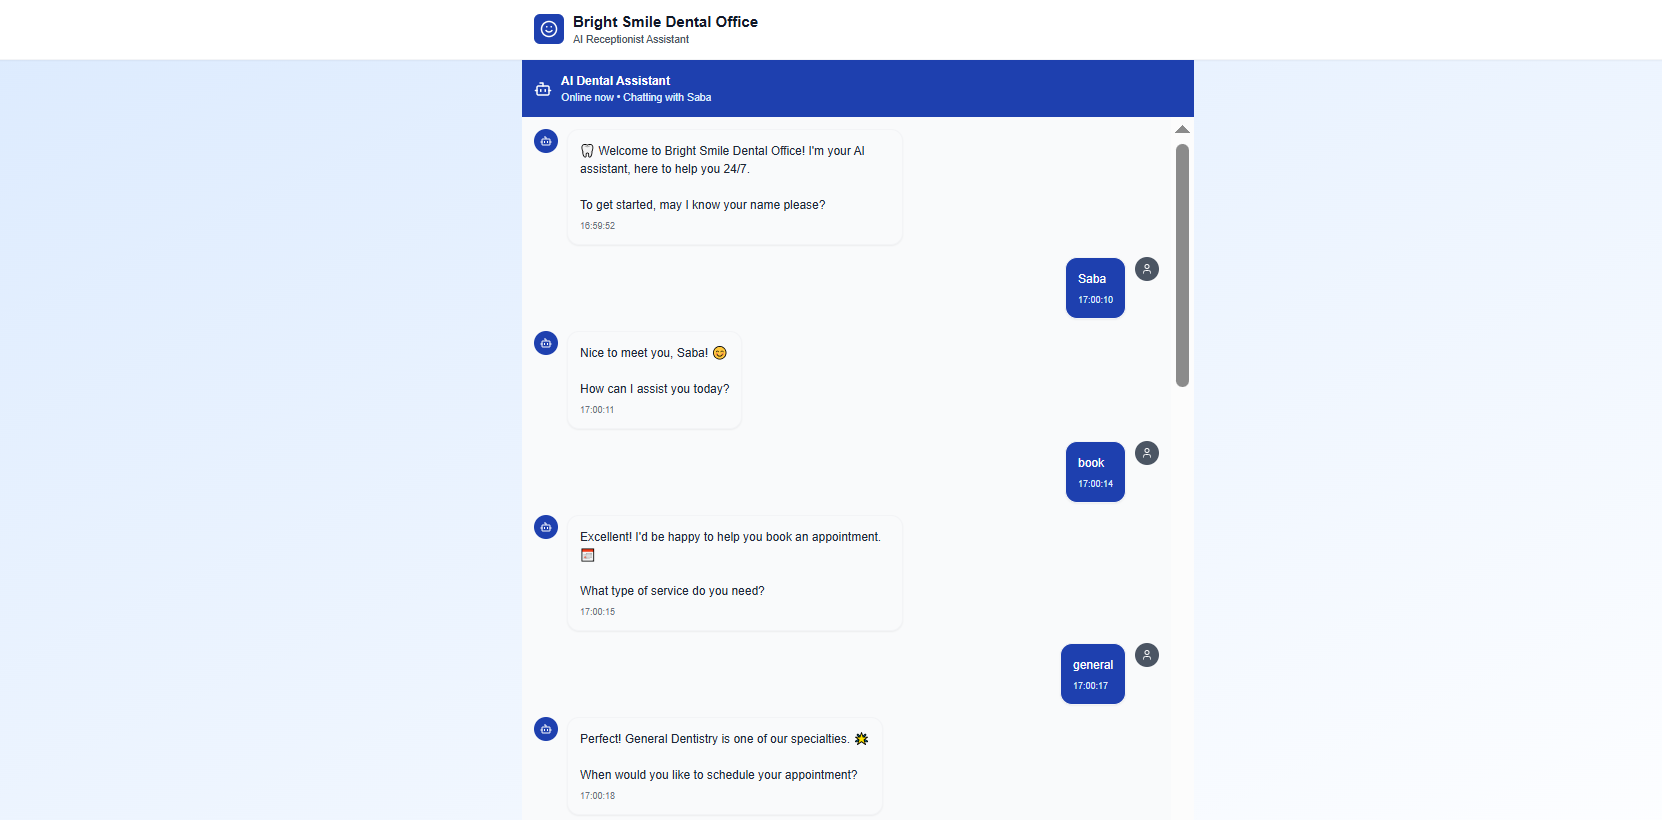 Bright Smile Dental Office
AI Receptionist Assistant
AI Dental Assistant
Online now • Chatting with Saba
🦷 Welcome to Bright Smile Dental Office! I'm your AI
assistant, here to help you 24/7.
To get started, may I know your name please?
16:59:52
Saba
17:00:10
Nice to meet you, Saba! 😊
How can I assist you today?
17:00:11
book
17:00:14
Excellent! I'd be happy to help you book an appointment.
📅
What type of service do you need?
17:00:15
general
17:00:17
Perfect! General Dentistry is one of our specialties. 🌟
When would you like to schedule your appointment?
17:00:18